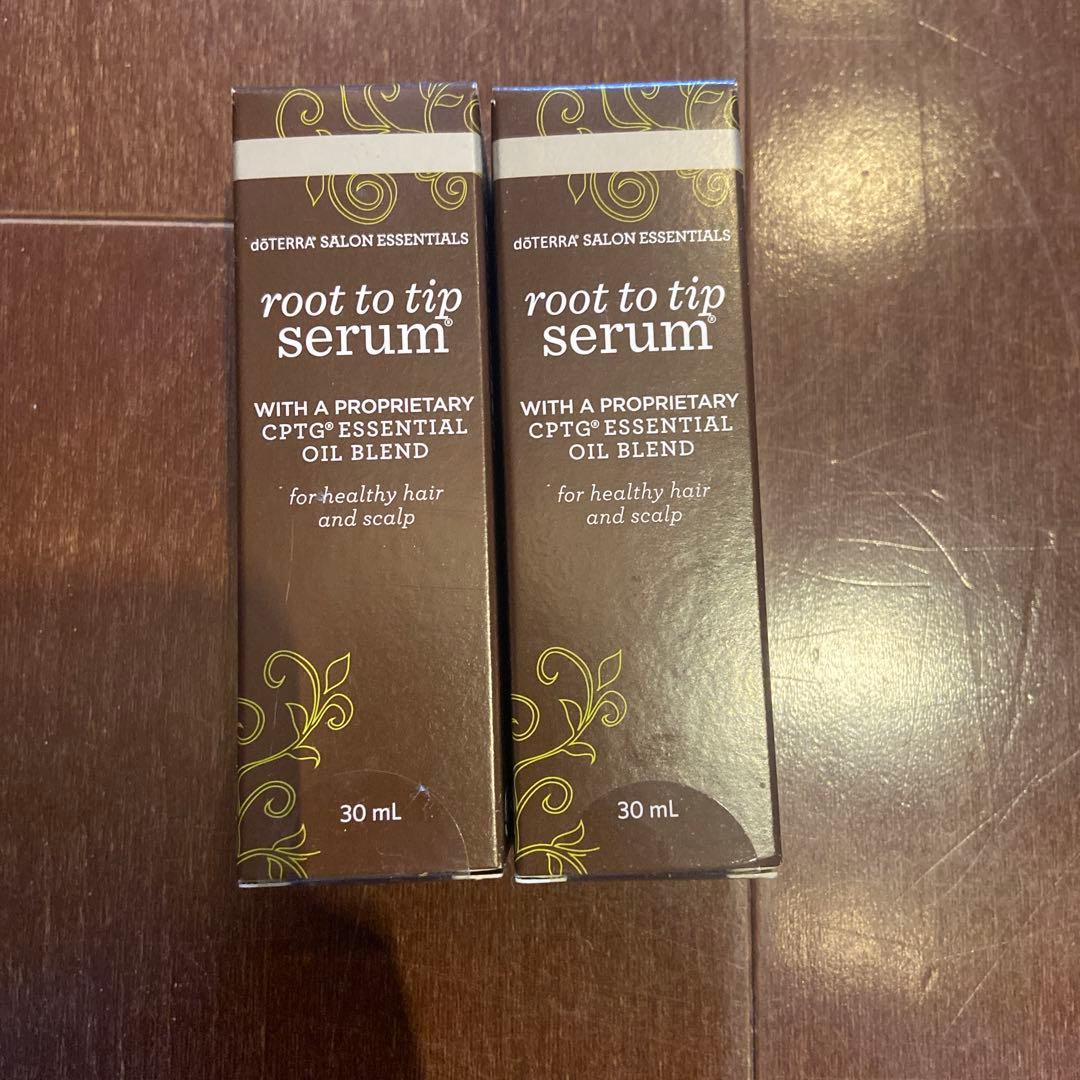 dōTERRA® SALON ESSENTIALS
root to tip
serum®
WITH A PROPRIETARY
CPTG® ESSENTIAL
OIL BLEND
for healthy hair
and scalp
30 mL
dōTERRA® SALON ESSENTIALS
root to tip
serum®
WITH A PROPRIETARY
CPTG® ESSENTIAL
OIL BLEND
for healthy hair
and scalp
30 mL